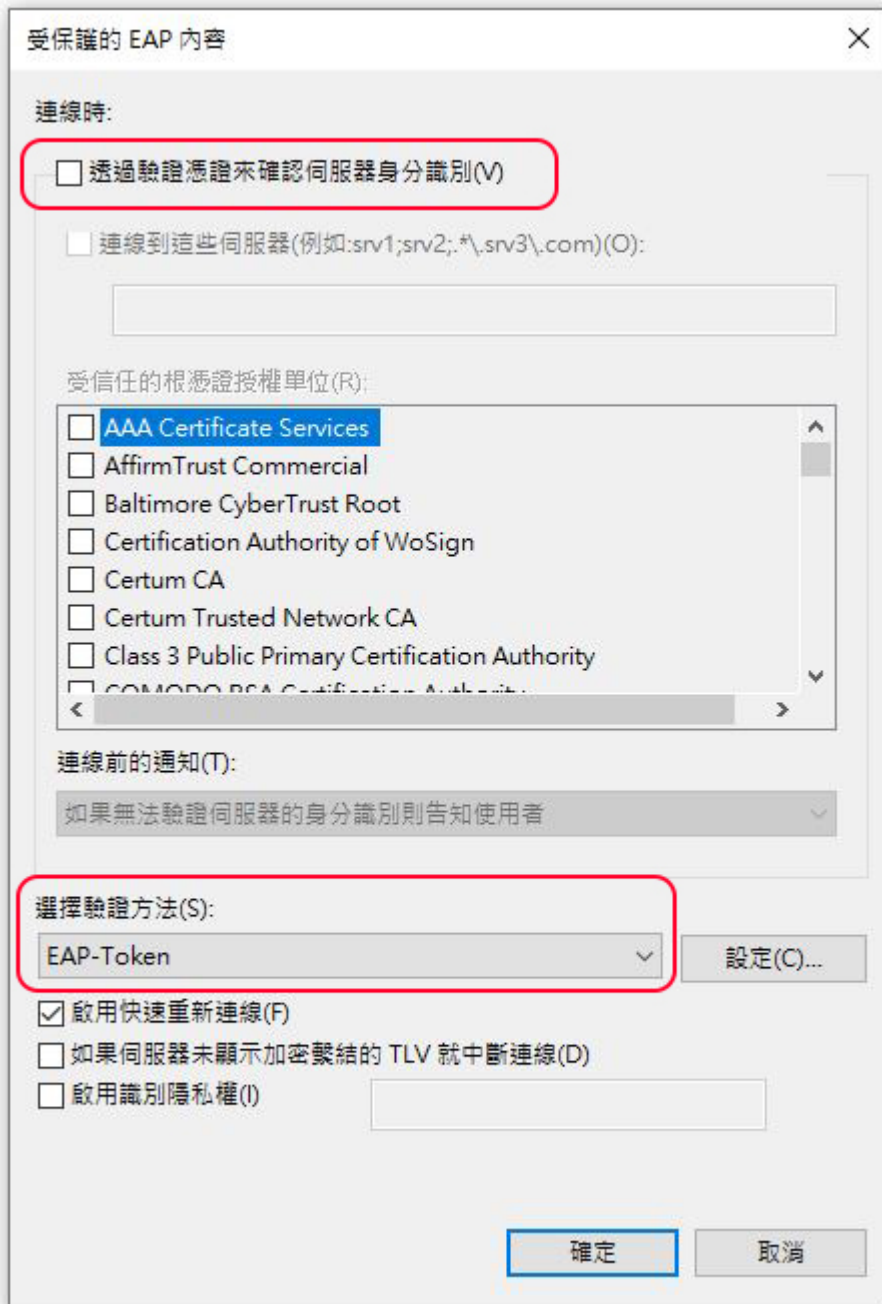 受保護的 EAP 內容
連線時:
透過驗證憑證來確認伺服器身分識別(V)
連線到這些伺服器(例如:srv1;srv2;.*\.srv3\.com)(O):
受信任的根憑證授權單位(R):
AAA Certificate Services
AffirmTrust Commercial
Baltimore CyberTrust Root
Certification Authority of WoSign
Certum CA
Certum Trusted Network CA
Class 3 Public Primary Certification Authority
COMODO RSA Certification Authority
連線前的通知(T):
如果無法驗證伺服器的身分識別則告知使用者
選擇驗證方法(S):
EAP-Token
設定(C)...
啟用快速重新連線(F)
如果伺服器未顯示加密繫結的 TLV 就中斷連線(D)
啟用識別隱私權(I)
確定
取消